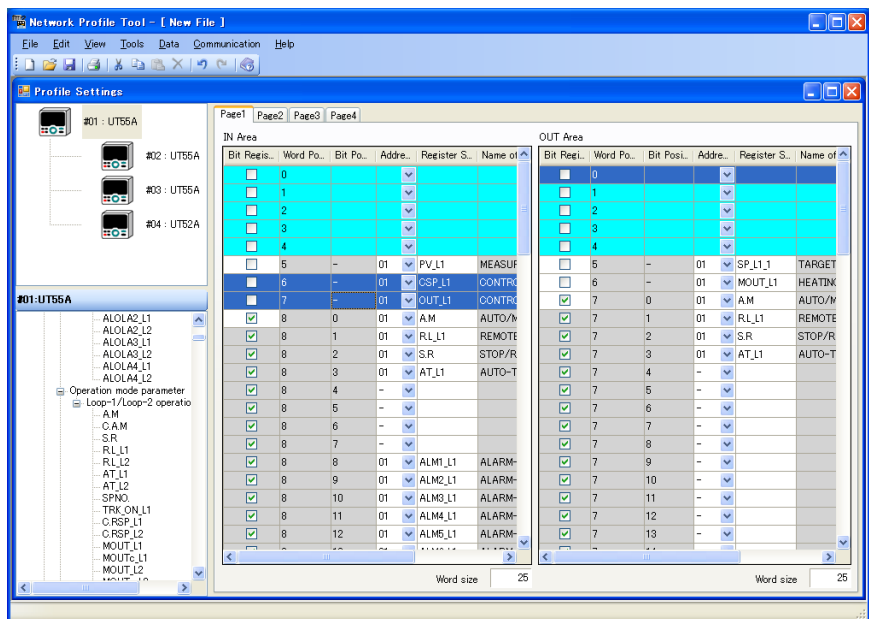 Network Profile Tool - [ New File ]
File Edit View Tools Data Communication Help
Profile Settings
#01 : UT55A
#02 : UT55A
#03 : UT55A
#04 : UT52A
#01:UT55A
ALOLA2_L1
ALOLA2_L2
ALOLA3_L1
ALOLA3_L2
ALOLA4_L1
ALOLA4_L2
Operation mode parameter
Loop-1/Loop-2 operatio
A.M
C.A.M
S.R
R.L_L1
R.L_L2
AT_L1
AT_L2
SPNO.
TRK_ON_L1
C.RSP_L1
C.RSP_L2
MOUT_L1
MOUTc_L1
MOUT_L2
Page1 Page2 Page3 Page4
IN Area
Bit Regis... Word Po... Bit Po... Addre... Register S... Name of
0
1
2
3
4
5 - 01 PV_L1 MEASUR
6 - 01 CSP_L1 CONTRO
7 - 01 OUT_L1 CONTRO
8 0 01 A.M AUTO/M
8 1 01 R.L_L1 REMOTE
8 2 01 S.R STOP/R
8 3 01 AT_L1 AUTO-T
8 4 -
8 5 -
8 6 -
8 7 -
8 8 01 ALM1_L1 ALARM-
8 9 01 ALM2_L1 ALARM-
8 10 01 ALM3_L1 ALARM-
8 11 01 ALM4_L1 ALARM-
8 12 01 ALM5_L1 ALARM-
Word size 25
OUT Area
Bit Regi... Word Po... Bit Posi... Addre... Register S... Name of
0
1
2
3
4
5 - 01 SP_L1_1 TARGET
6 - 01 MOUT_L1 HEATING
7 0 01 A.M AUTO/M
7 1 01 R.L_L1 REMOTE
7 2 01 S.R STOP/R
7 3 01 AT_L1 AUTO-T
7 4 -
7 5 -
7 6 -
7 7 -
7 8 -
7 9 -
7 10 -
7 11 -
7 12 -
7 13 -
Word size 25